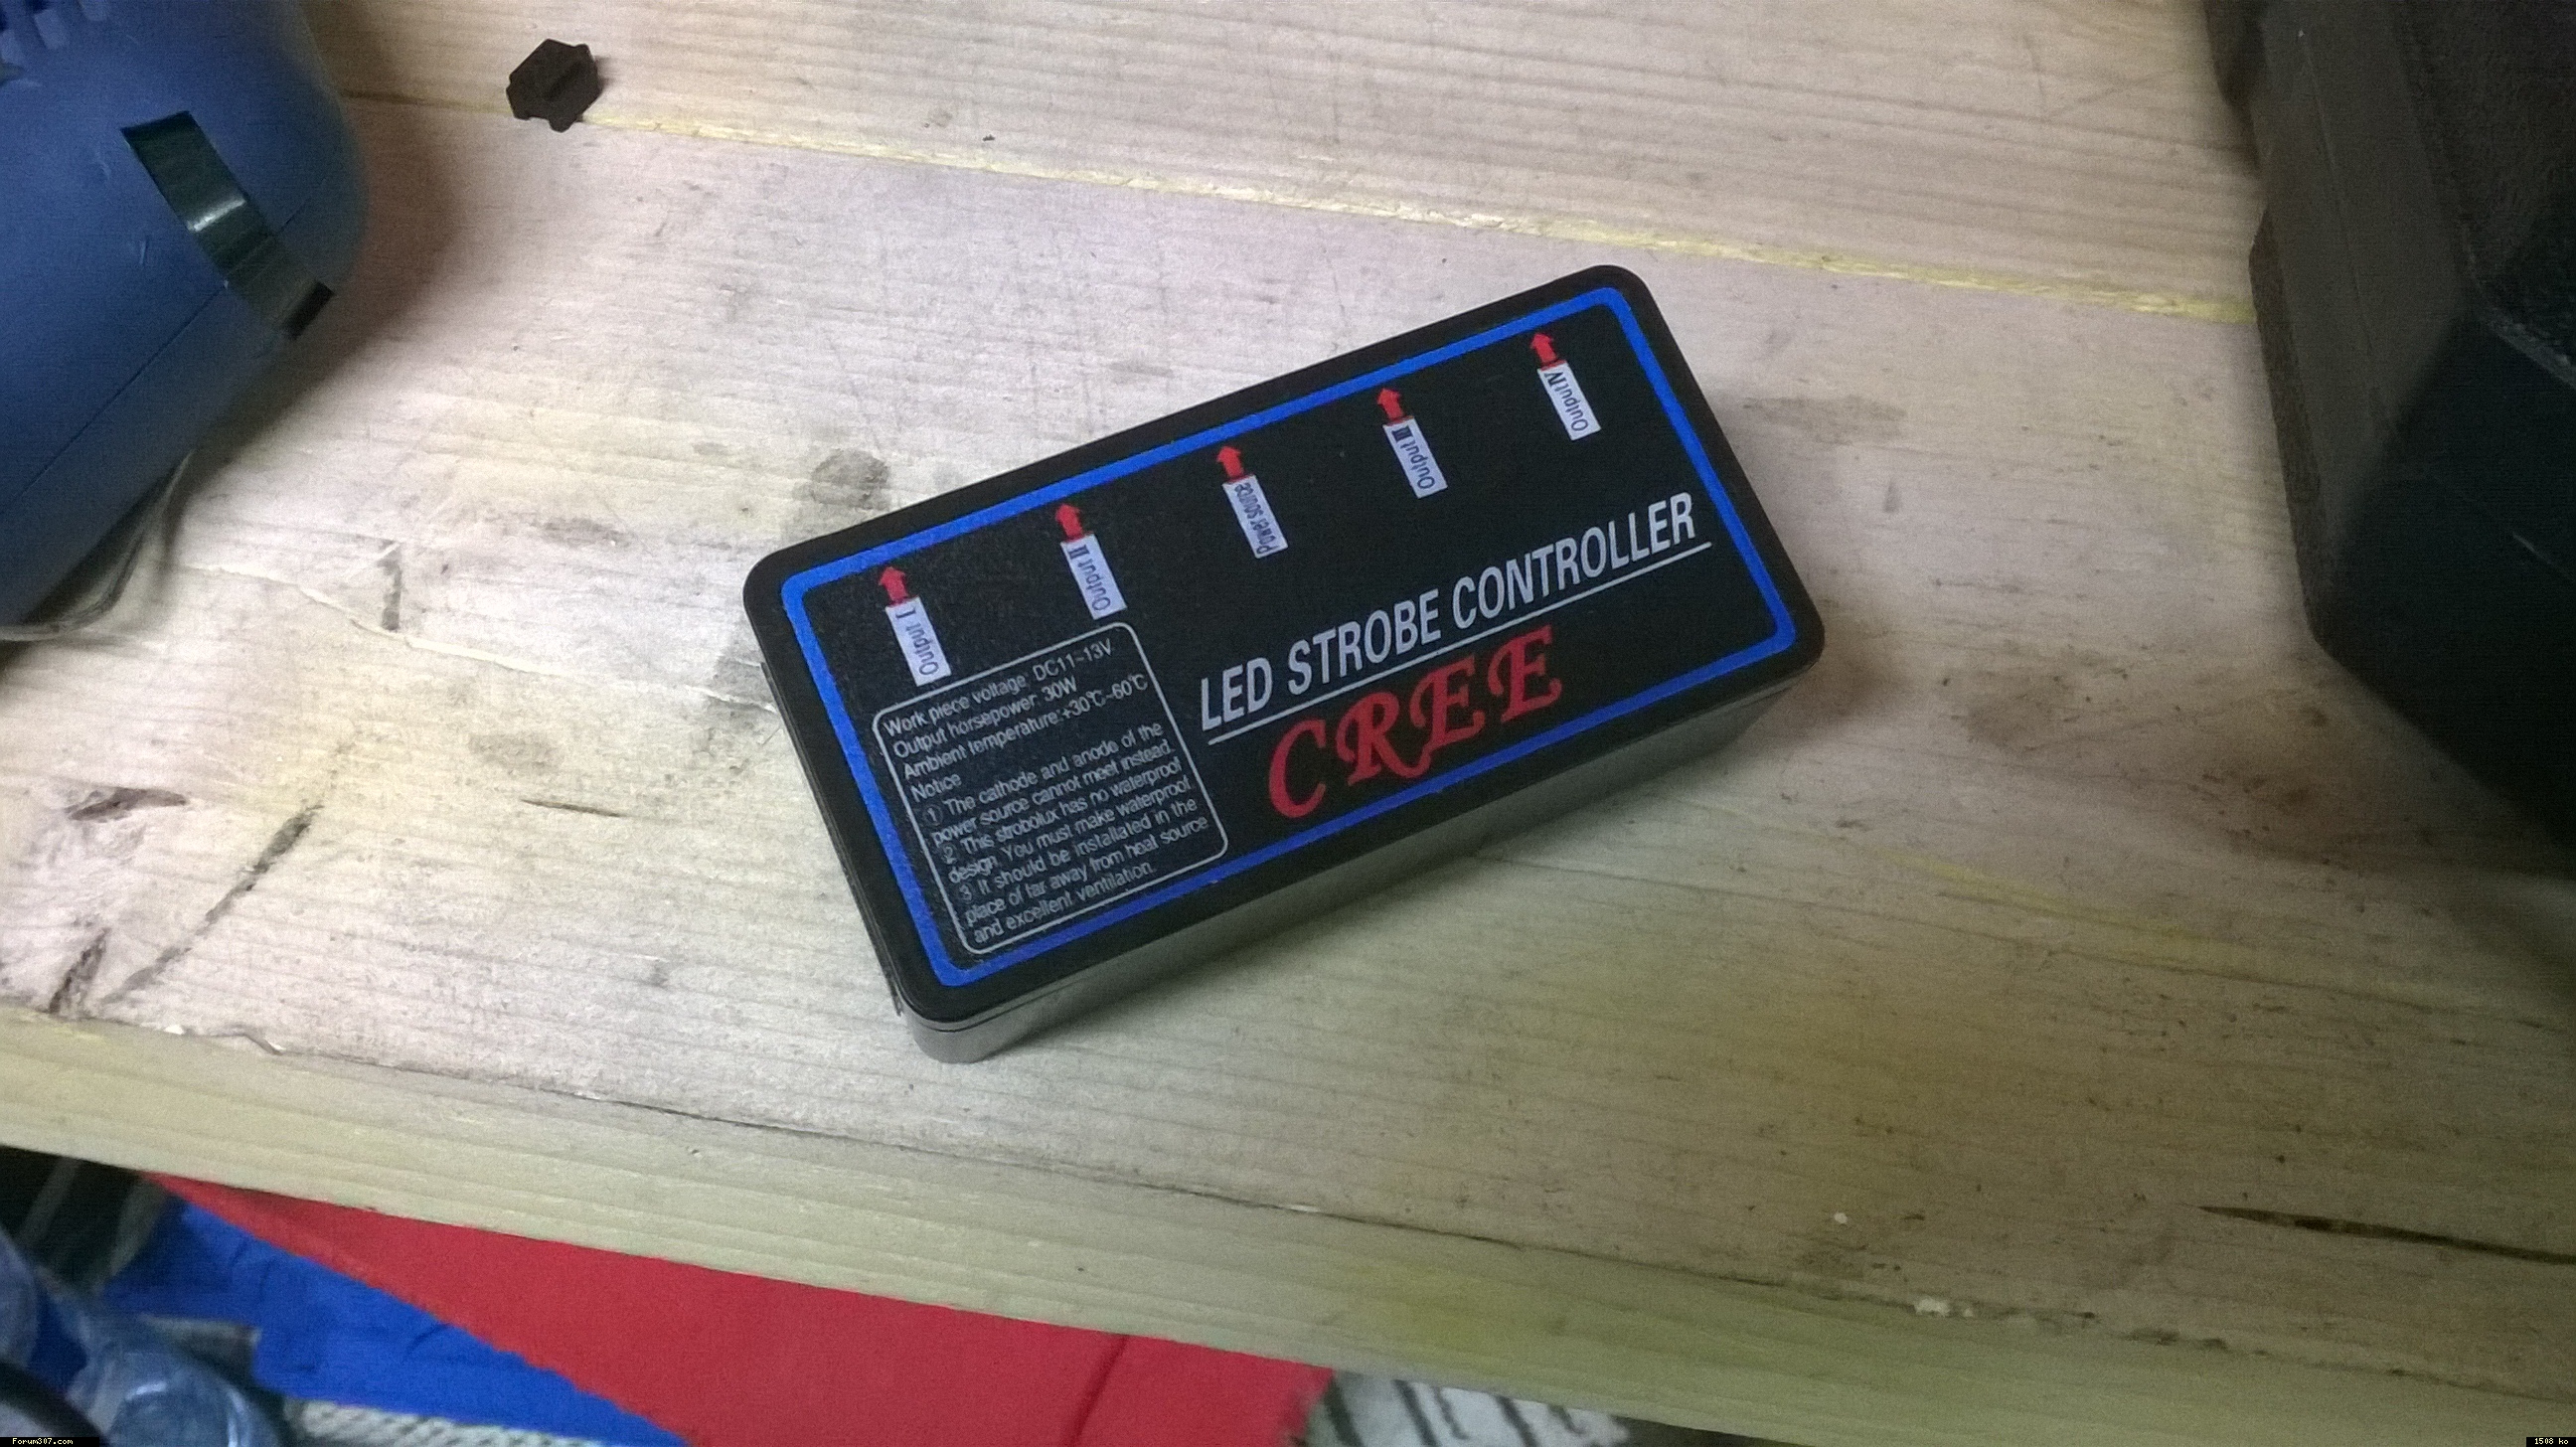 Output I
Output II
Power source
Output III
OutputIV
LED STROBE CONTROLLER
CREE
Work piece voltage: DC11~13V
Output horsepower: 30W
Ambient temperature:+30℃~60℃
Notice
① The cathode and anode of the
power source cannot meet instead.
2 This strobolux has no waterproof
design. You must make waterproof
3 It should be installated in the
place of far away from heat source
and excellent ventilation.
Forum307.com
1508 ko